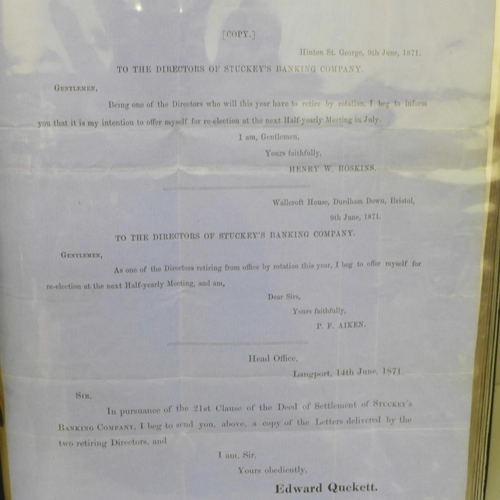 [COPY.]
Hinton St. George, 9th June, 1871.
TO THE DIRECTORS OF STUCKEY'S BANKING COMPANY.
GENTLEMEN,
Being one of the Directors who will this year have to retire by rotation, I beg to inform
you that it is my intention to offer myself for re-election at the next Half-yearly Meeting in July.
I am, Gentlemen,
Yours faithfully,
HENRY W. HOSKINS.
Wallcroft House, Durdham Down, Bristol,
9th June, 1871.
TO THE DIRECTORS OF STUCKEY'S BANKING COMPANY.
GENTLEMEN,
As one of the Directors retiring from office by rotation this year, I beg to offer myself for
re-election at the next Half-yearly Meeting, and am,
Dear Sirs,
Yours faithfully,
P. F. AIKEN.
Head Office,
Langport, 14th June, 1871.
SIR,
In pursuance of the 21st Clause of the Deed of Settlement of STUCKEY'S
BANKING COMPANY, I beg to send you, above, a copy of the Letters delivered by the
two retiring Directors, and
I am, Sir,
Yours obediently,
Edward Quekett.